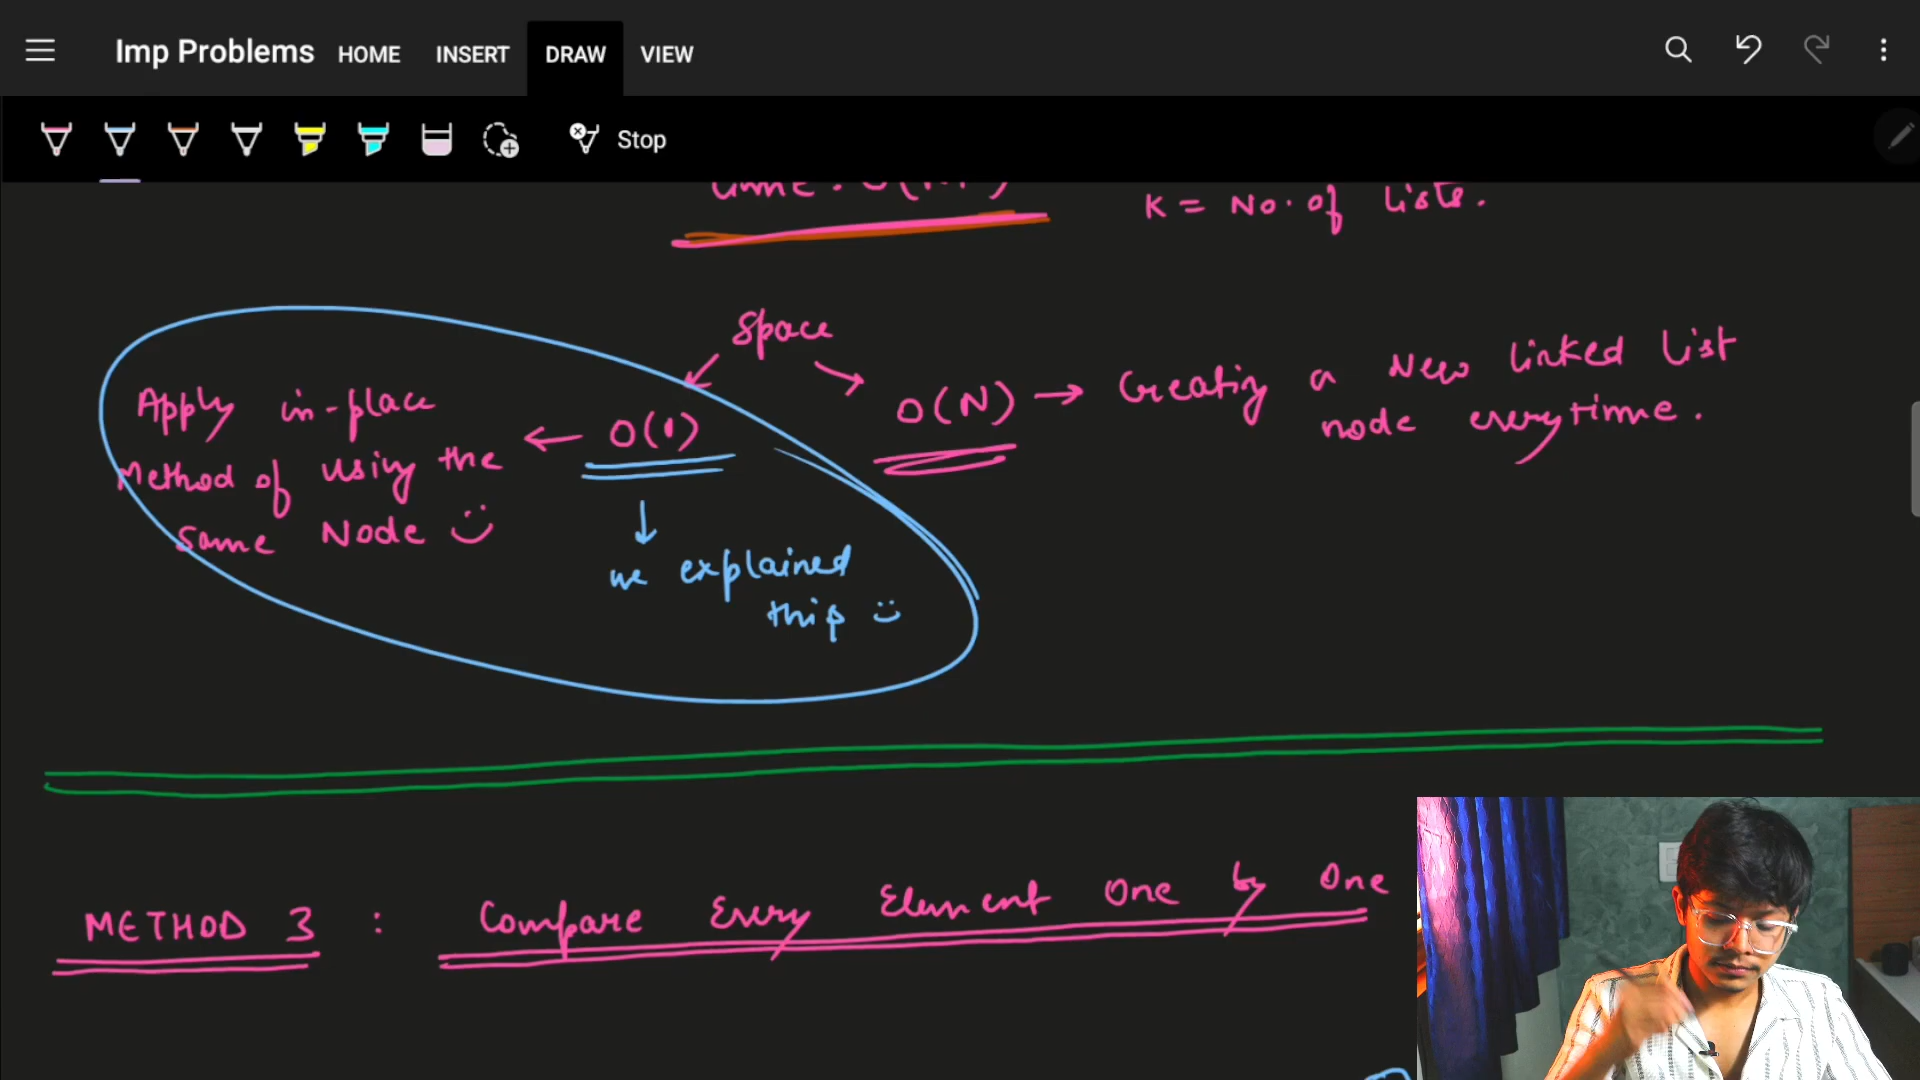 Imp Problems HOME INSERT DRAW VIEW
Stop
K = No. of lists.
Space
Apply in-place
Method of using the
Same Node
O(1)
we explained
this
O(N) → Creating a New linked list
node everytime.
METHOD 3 : Compare Every Element One by One